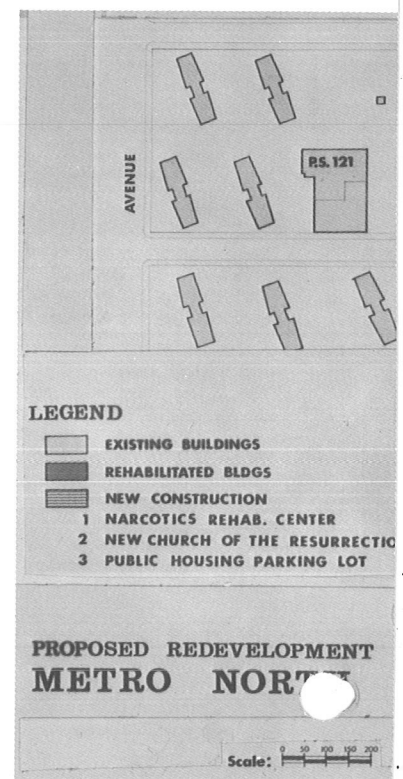 P.S. 121
AVENUE
LEGEND
EXISTING BUILDINGS
REHABILITATED BLDGS
NEW CONSTRUCTION
1 NARCOTICS REHAB. CENTER
2 NEW CHURCH OF THE RESURRECTIO
3 PUBLIC HOUSING PARKING LOT
PROPOSED REDEVELOPMENT
METRO NORT
Scale: 0 50 100 150 200